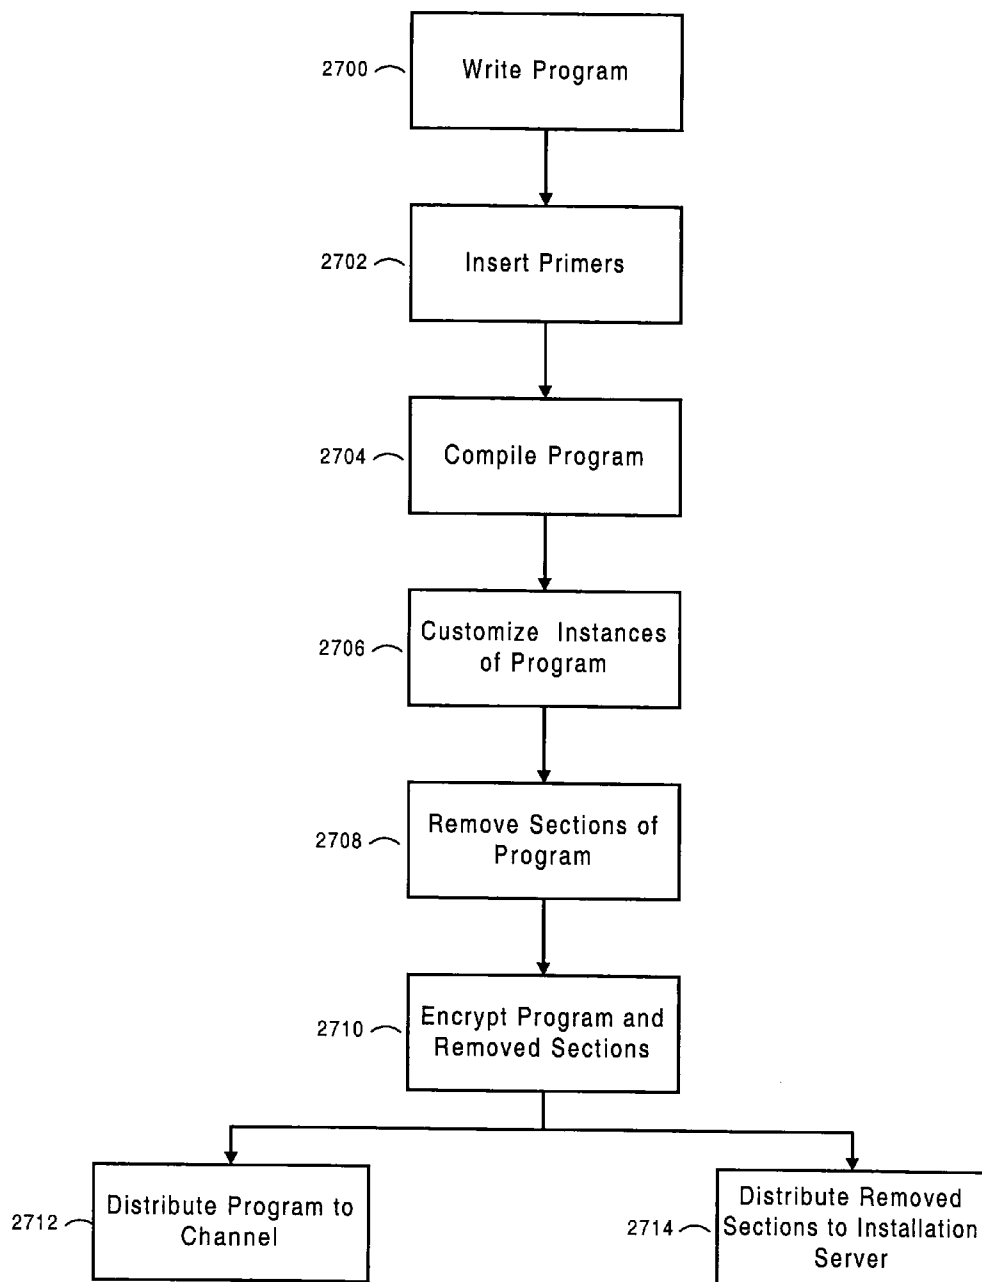 2700
Write Program
2702
Insert Primers
2704
Compile Program
2706
Customize Instances
of Program
2708
Remove Sections of
Program
2710
Encrypt Program and
Removed Sections
2712
Distribute Program to
Channel
2714
Distribute Removed
Sections to Installation
Server